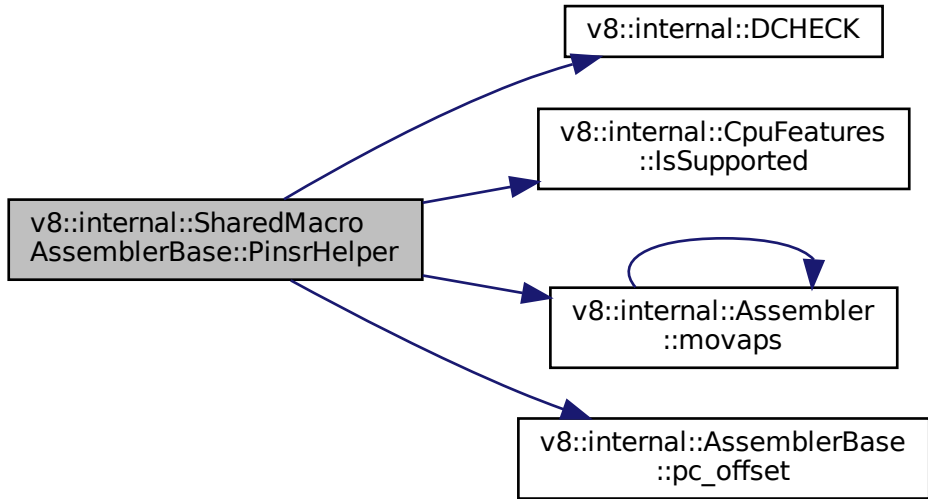 v8::internal::DCHECK
v8::internal::CpuFeatures
::IsSupported
v8::internal::SharedMacro
AssemblerBase::PinsrHelper
v8::internal::Assembler
::movaps
v8::internal::AssemblerBase
::pc_offset